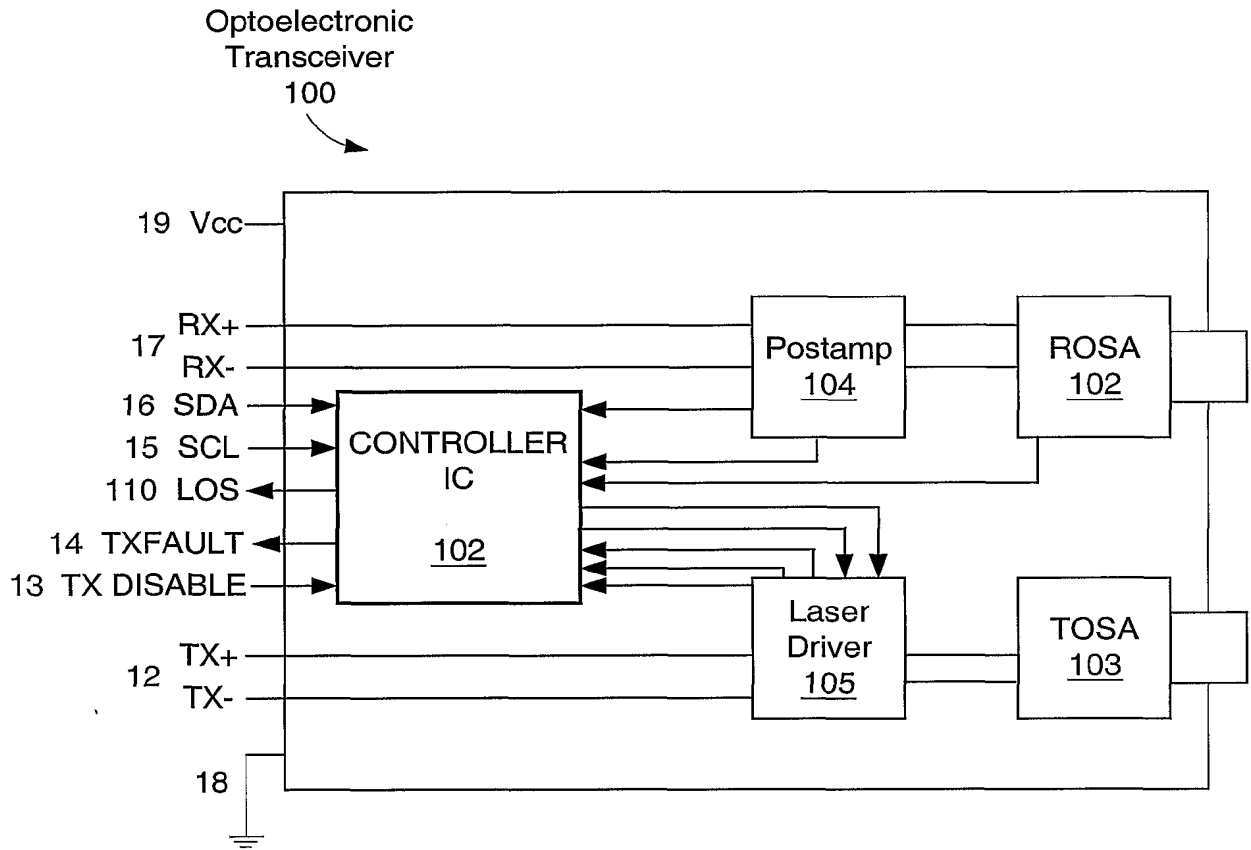 Optoelectronic
Transceiver
100
19 Vcc
17
RX+
RX-
16 SDA
15 SCL
110 LOS
14 TXFAULT
13 TX DISABLE
12
TX+
TX-
18
CONTROLLER
IC
102
Postamp
104
ROSA
102
Laser
Driver
105
TOSA
103